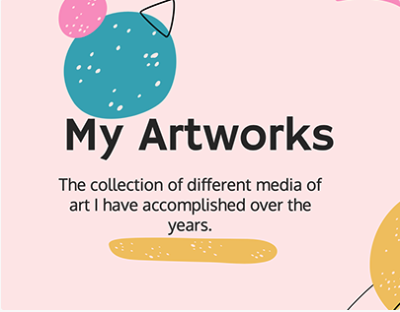 My Artworks
The collection of different media of
art I have accomplished over the
years.